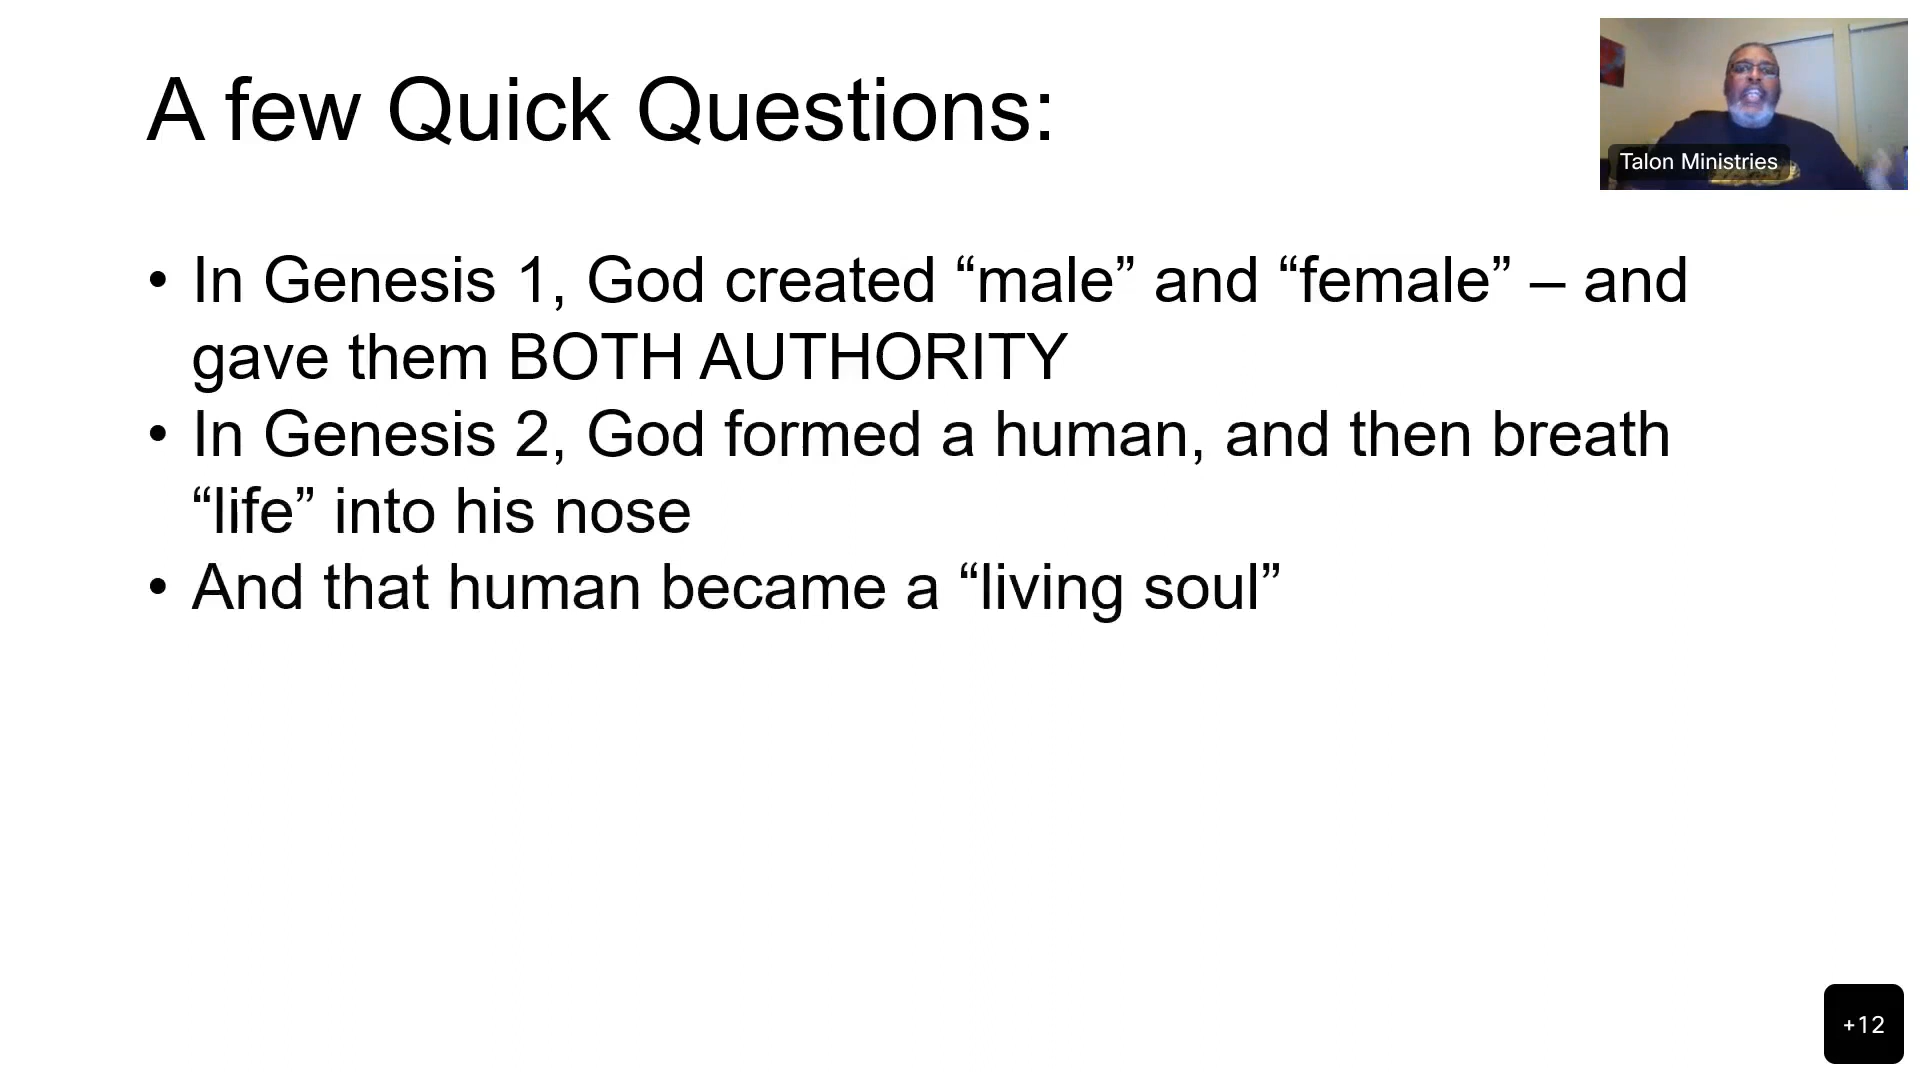 A few Quick Questions:
Talon Ministries
• In Genesis 1, God created “male” and “female” – and
gave them BOTH AUTHORITY
• In Genesis 2, God formed a human, and then breath
“life” into his nose
• And that human became a “living soul”
+12